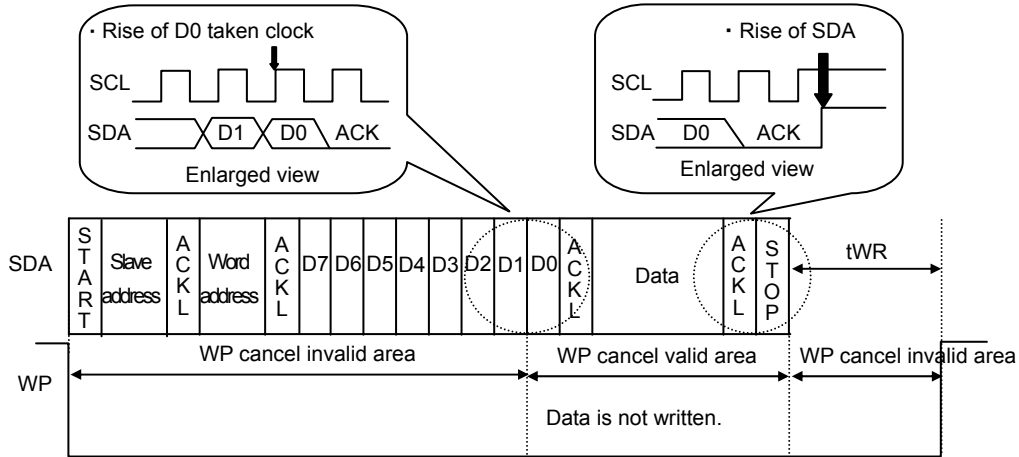 · Rise of D0 taken clock
SCL
SDA D1 D0 ACK
Enlarged view
· Rise of SDA
SCL
SDA D0 ACK
Enlarged view
SDA START Slave address ACKL Word address ACKL D7 D6 D5 D4 D3 D2 D1 D0 ACKL Data ACKL STOP tWR
WP cancel invalid area WP cancel valid area WP cancel invalid area
WP
Data is not written.